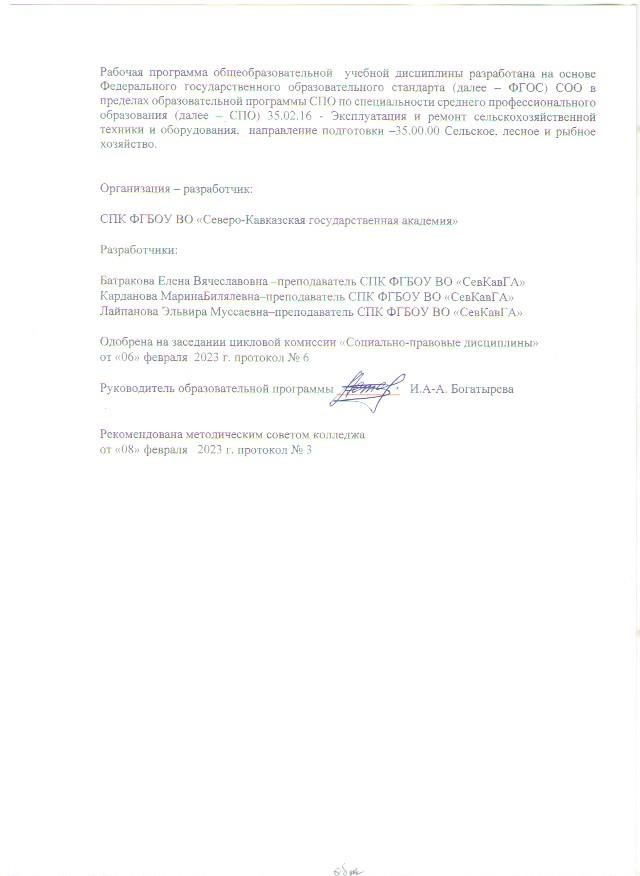 Рабочая программа общеобразовательной учебной дисциплины разработана на основе
Федерального государственного образовательного стандарта (далее – ФГОС) СОО в
пределах образовательной программы СПО по специальности среднего профессионального
образования (далее – СПО) 35.02.16 - Эксплуатация и ремонт сельскохозяйственной
техники и оборудования, направление подготовки –35.00.00 Сельское, лесное и рыбное
хозяйство.
Организация – разработчик:
СПК ФГБОУ ВО «Северо-Кавказская государственная академия»
Разработчики:
Батракова Елена Вячеславовна –преподаватель СПК ФГБОУ ВО «СевКавГА»
Карданова МаринаБилялевна–преподаватель СПК ФГБОУ ВО «СевКавГА»
Лайпанова Эльвира Муссаевна–преподаватель СПК ФГБОУ ВО «СевКавГА»
Одобрена на заседании цикловой комиссии «Социально-правовые дисциплины»
от «06» февраля 2023 г. протокол № 6
Руководитель образовательной программы И.А-А. Богатырева
Рекомендована методическим советом колледжа
от «08» февраля 2023 г. протокол № 3